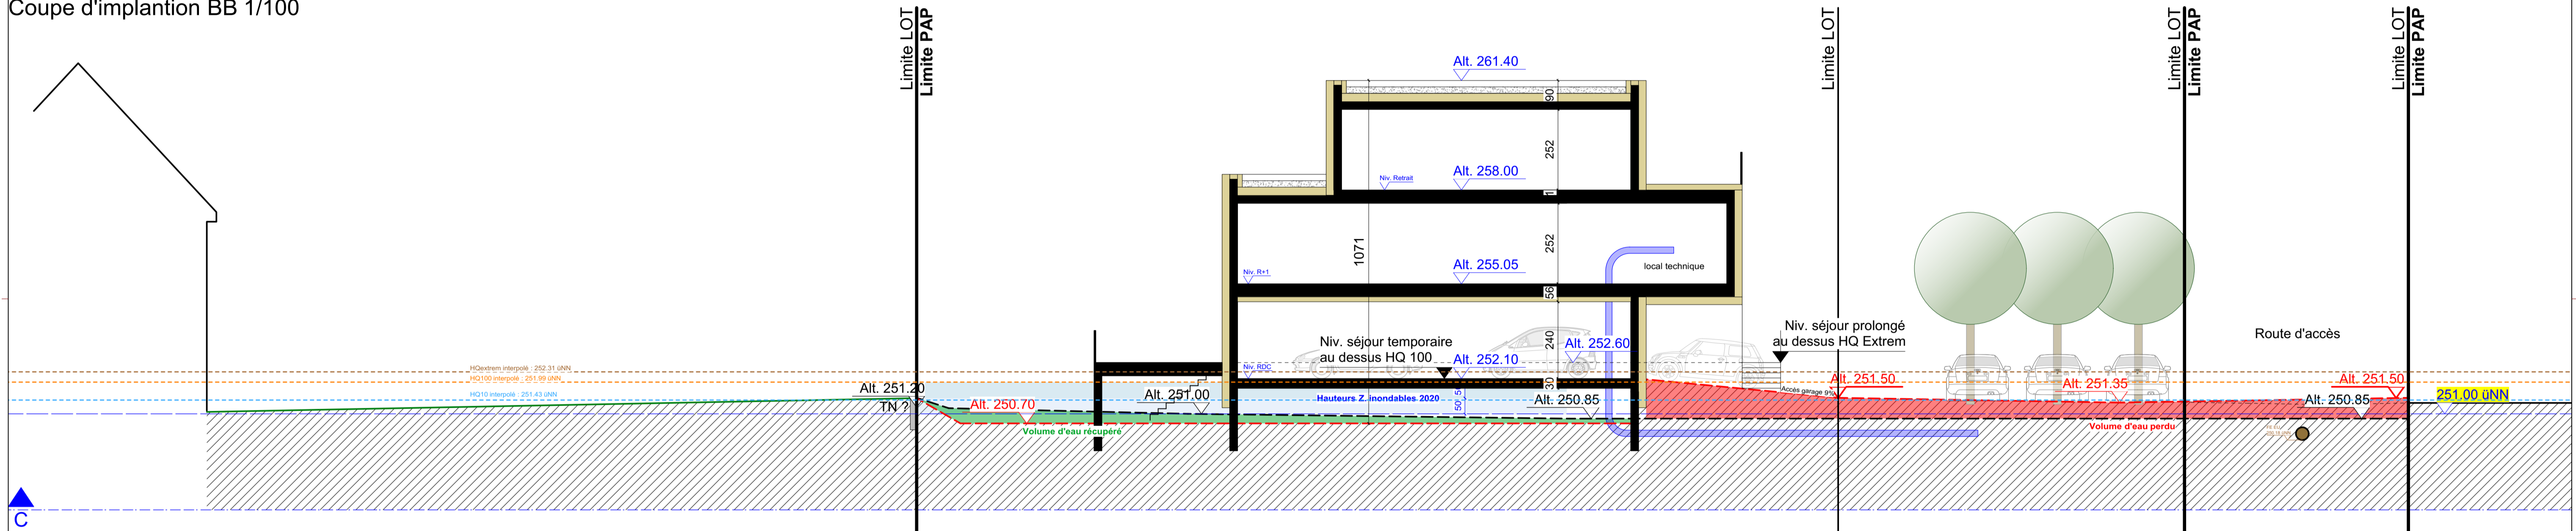 Coupe d'implantion BB 1/100
Limite LOT
Limite PAP
Limite LOT
Limite LOT
Limite PAP
Limite LOT
Limite PAP
Alt. 261.40
90
252
Niv. Retrait
Alt. 258.00
1071
252
Niv. R+1
Alt. 255.05
local technique
56
240
Niv. séjour temporaire
au dessus HQ 100
Alt. 252.60
Niv. séjour prolongé
au dessus HQ Extrem
Route d'accès
HQextrem interpolé : 252.31 üNN
HQ100 interpolé : 251.99 üNN
HQ10 interpolé : 251.43 üNN
Niv. RDC
Alt. 252.10
30
Alt. 251.20
TN ?
Alt. 250.70
Alt. 251.00
Hauteurs Z. inondables 2020
Alt. 250.85
Accès garage 9%
Alt. 251.50
Alt. 251.35
Alt. 251.50
Alt. 250.85
251.00 üNN
Volume d'eau récupéré
Volume d'eau perdu
C